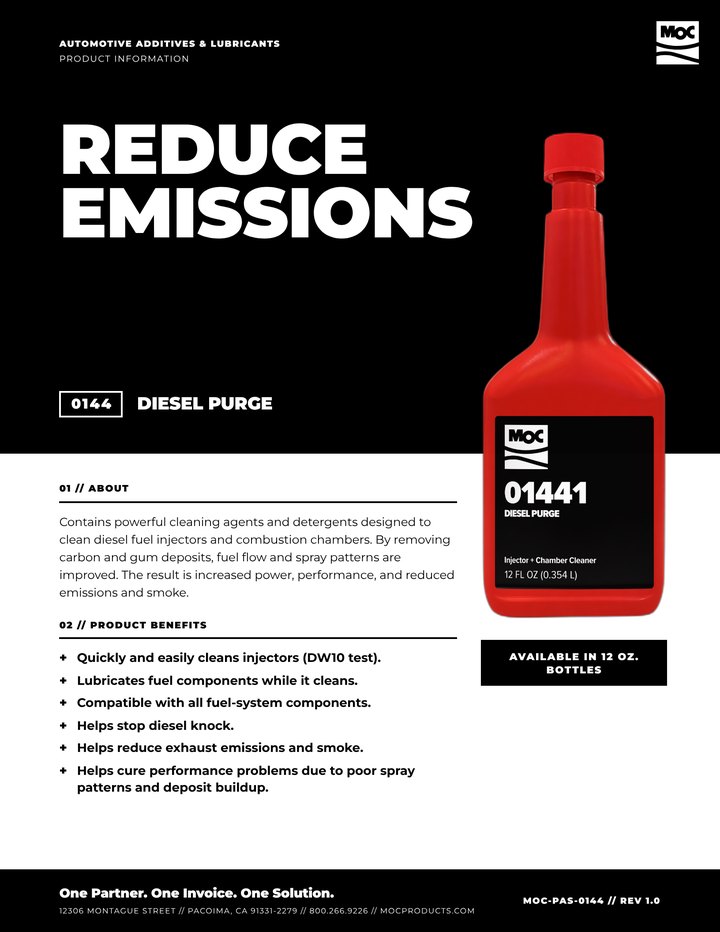 AUTOMOTIVE ADDITIVES & LUBRICANTS
PRODUCT INFORMATION
MOC
REDUCE
EMISSIONS
0144 DIESEL PURGE
MOC
01441
DIESEL PURGE
Injector + Chamber Cleaner
12 FL OZ (0.354 L)
01 // ABOUT
Contains powerful cleaning agents and detergents designed to
clean diesel fuel injectors and combustion chambers. By removing
carbon and gum deposits, fuel flow and spray patterns are
improved. The result is increased power, performance, and reduced
emissions and smoke.
02 // PRODUCT BENEFITS
+ Quickly and easily cleans injectors (DW10 test).
+ Lubricates fuel components while it cleans.
+ Compatible with all fuel-system components.
+ Helps stop diesel knock.
+ Helps reduce exhaust emissions and smoke.
+ Helps cure performance problems due to poor spray
patterns and deposit buildup.
AVAILABLE IN 12 OZ.
BOTTLES
One Partner. One Invoice. One Solution.
12306 MONTAGUE STREET // PACOIMA, CA 91331-2279 // 800.266.9226 // MOCPRODUCTS.COM
MOC-PAS-0144 // REV 1.0